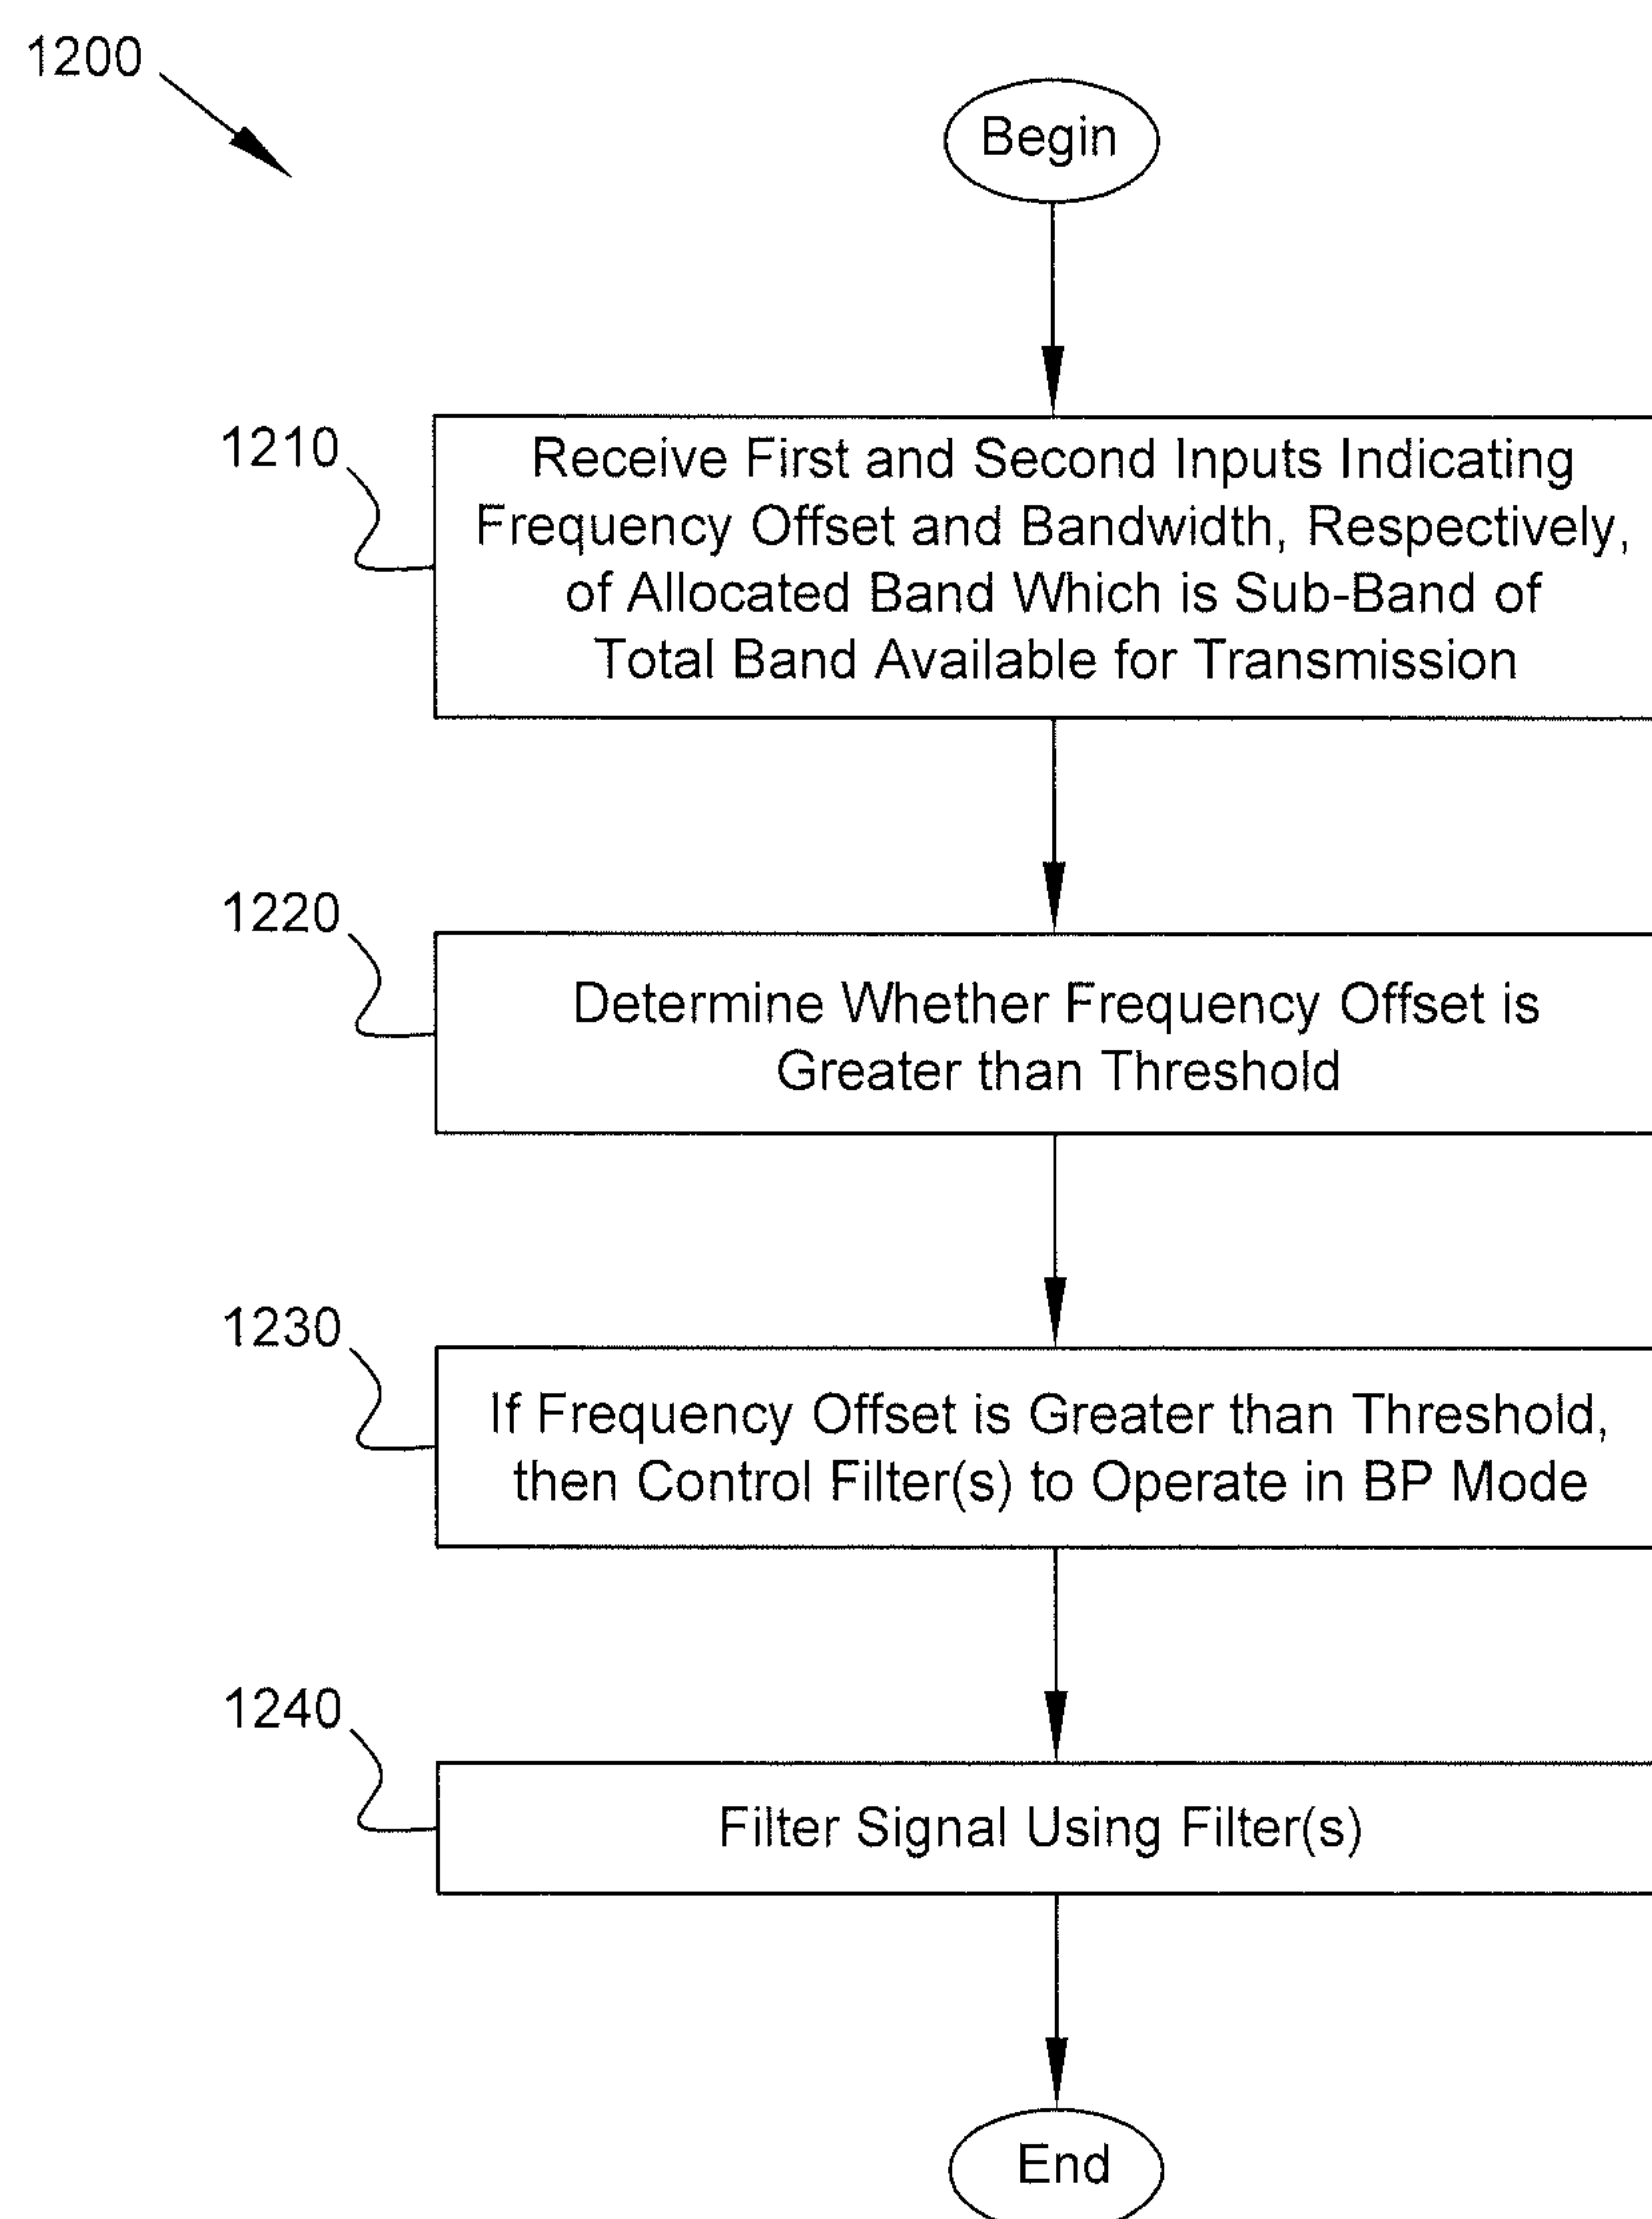 1200
Begin
1210
Receive First and Second Inputs Indicating
Frequency Offset and Bandwidth, Respectively,
of Allocated Band Which is Sub-Band of
Total Band Available for Transmission
1220
Determine Whether Frequency Offset is
Greater than Threshold
1230
If Frequency Offset is Greater than Threshold,
then Control Filter(s) to Operate in BP Mode
1240
Filter Signal Using Filter(s)
End